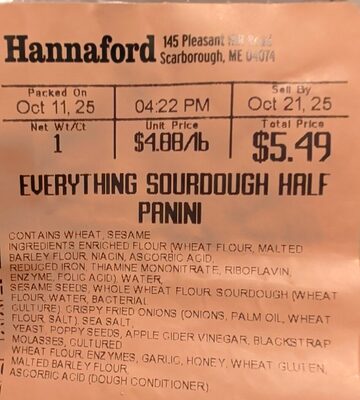 Hannaford
145 Pleasant Hill Road
Scarborough, ME 04074
Packed On
Oct 11, 25
04:22 PM
Sell By
Oct 21, 25
Net Wt/Ct
1
Unit Price
$4.88/lb
Total Price
$5.49
EVERYTHING SOURDOUGH HALF
PANINI
CONTAINS WHEAT, SESAME
INGREDIENTS ENRICHED FLOUR (WHEAT FLOUR, MALTED
BARLEY FLOUR, NIACIN, ASCORBIC ACID,
REDUCED IRON, THIAMINE MONONITRATE, RIBOFLAVIN,
ENZYME, FOLIC ACID) WATER,
SESAME SEEDS, WHOLE WHEAT FLOUR, SOURDOUGH (WHEAT
FLOUR, WATER, BACTERIAL
CULTURE), CRISPY FRIED ONIONS (ONIONS, PALM OIL, WHEAT
FLOUR, SALT), SEA SALT,
YEAST, POPPY SEEDS, APPLE CIDER VINEGAR, BLACKSTRAP
MOLASSES, CULTURED
WHEAT FLOUR, ENZYMES, GARLIC, HONEY, WHEAT GLUTEN,
MALTED BARLEY FLOUR,
ASCORBIC ACID (DOUGH CONDITIONER)